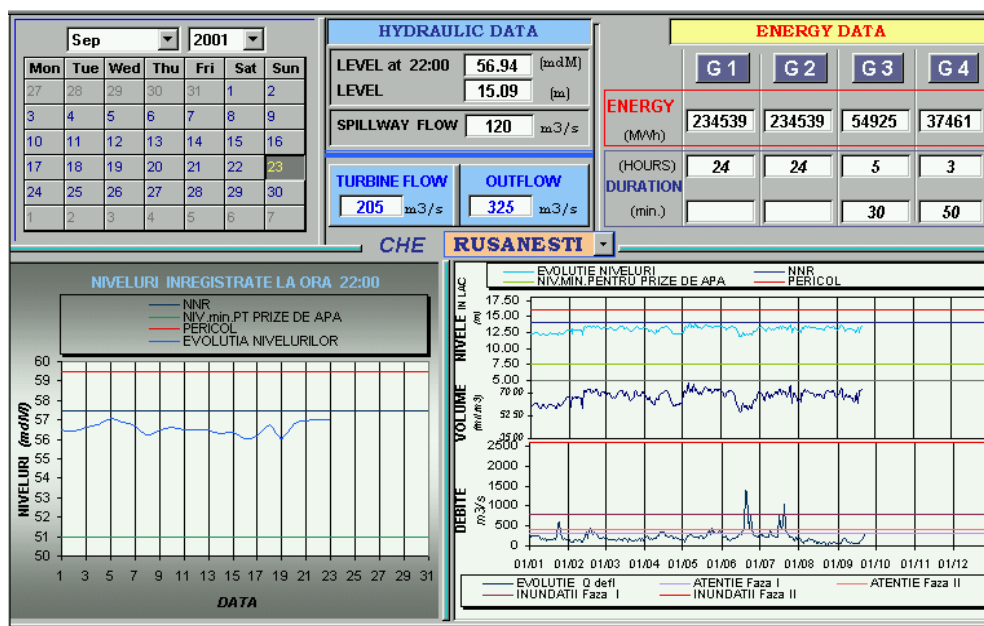 Sep 2001
Mon Tue Wed Thu Fri Sat Sun
27 28 29 30 31 1 2
3 4 5 6 7 8 9
10 11 12 13 14 15 16
17 18 19 20 21 22 23
24 25 26 27 28 29 30
1 2 3 4 5 6 7
HYDRAULIC DATA
LEVEL at 22:00 56.94 (mdM)
LEVEL 15.09 (m)
SPILLWAY FLOW 120 m3/s
TURBINE FLOW OUTFLOW
205 m3/s 325 m3/s
ENERGY DATA
G 1 G 2 G 3 G 4
ENERGY
(MWh) 234539 234539 54925 37461
(HOURS) 24 24 5 3
DURATION
(min.) 30 50
CHE RUSANESTI
NIVELURI INREGISTRATE LA ORA 22:00
NNR
NIV.min.PT PRIZE DE APA
PERICOL
EVOLUTIA NIVELURILOR
NIVELURI (mdM)
60
59
58
57
56
55
54
53
52
51
50
1 3 5 7 9 11 13 15 17 19 21 23 25 27 29 31
DATA
EVOLUTIE NIVELURI NNR
NIV.MIN.PENTRU PRIZE DE APA PERICOL
NIVELE IN LAC
(m)
17.50
15.00
12.50
10.00
7.50
5.00
VOLUME
(mil.m3)
70.00
52.50
35.00
DEBITE
m3/s
2500
2000
1500
1000
500
0
01/01 01/02 01/03 01/04 01/05 01/06 01/07 01/08 01/09 01/10 01/11 01/12
EVOLUTIE Q defl ATENTIE Faza I ATENTIE Faza II
INUNDATII Faza I INUNDATII Faza II